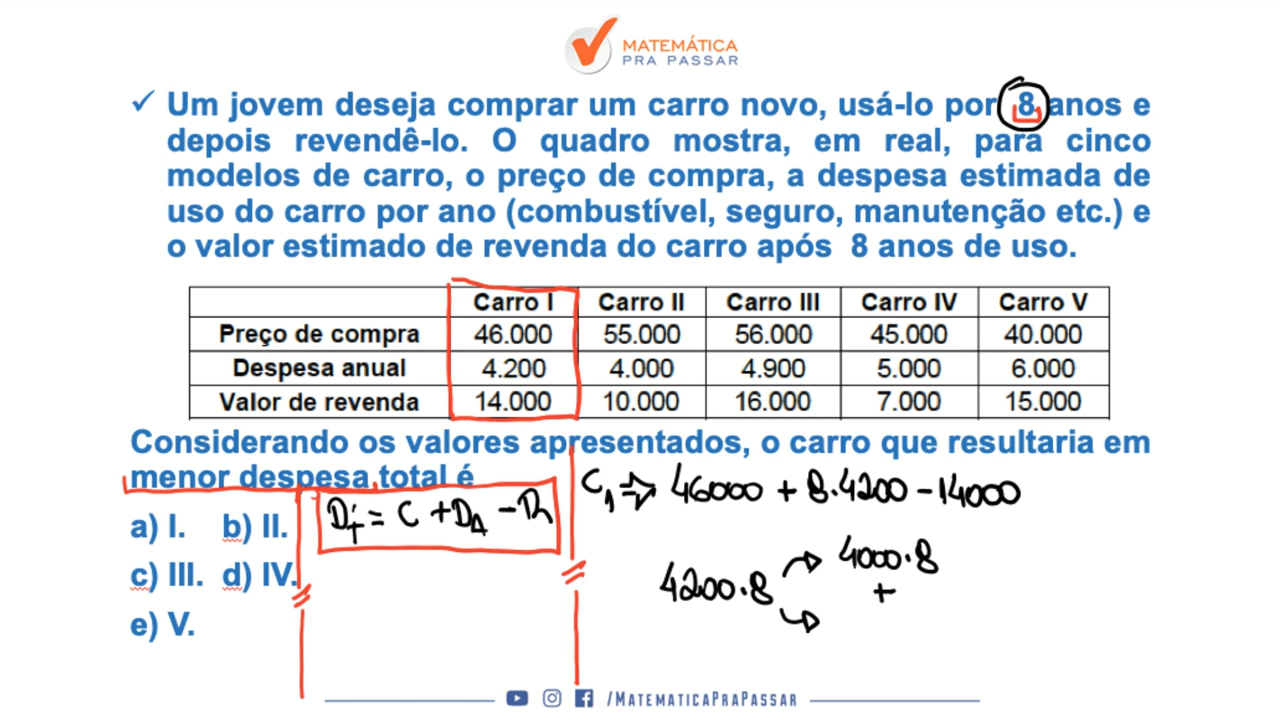 MATEMÁTICA
PRA PASSAR
✓ Um jovem deseja comprar um carro novo, usá-lo por 8 anos e
depois revendê-lo. O quadro mostra, em real, para cinco
modelos de carro, o preço de compra, a despesa estimada de
uso do carro por ano (combustível, seguro, manutenção etc.) e
o valor estimado de revenda do carro após 8 anos de uso.
Carro I Carro II Carro III Carro IV Carro V
Preço de compra 46.000 55.000 56.000 45.000 40.000
Despesa anual 4.200 4.000 4.900 5.000 6.000
Valor de revenda 14.000 10.000 16.000 7.000 15.000
Considerando os valores apresentados, o carro que resultaria em
menor despesa total é
C₁ ⇒ 46000 + 8.4200 - 14000
a) I. b) II.
D_T = C + D_A - R
4000.8
c) III. d) IV.
4200.8
+
e) V.
/MatematicaPraPassar